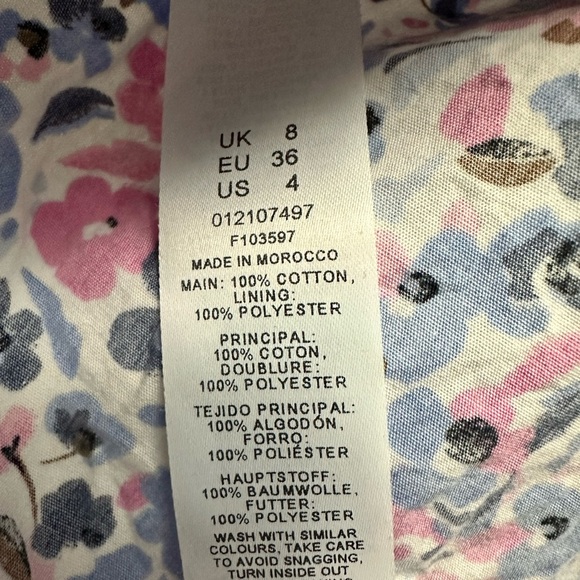 UK 8
EU 36
US 4
012107497
F103597
MADE IN MOROCCO
MAIN: 100% COTTON,
LINING:
100% POLYESTER
PRINCIPAL:
100% COTON,
DOUBLURE:
100% POLYESTER
TEJIDO PRINCIPAL:
100% ALGODÓN,
FORRO:
100% POLIÉSTER
HAUPTSTOFF:
100% BAUMWOLLE,
FUTTER:
100% POLYESTER
WASH WITH SIMILAR
COLOURS, TAKE CARE
TO AVOID SNAGGING,
TURN INSIDE OUT